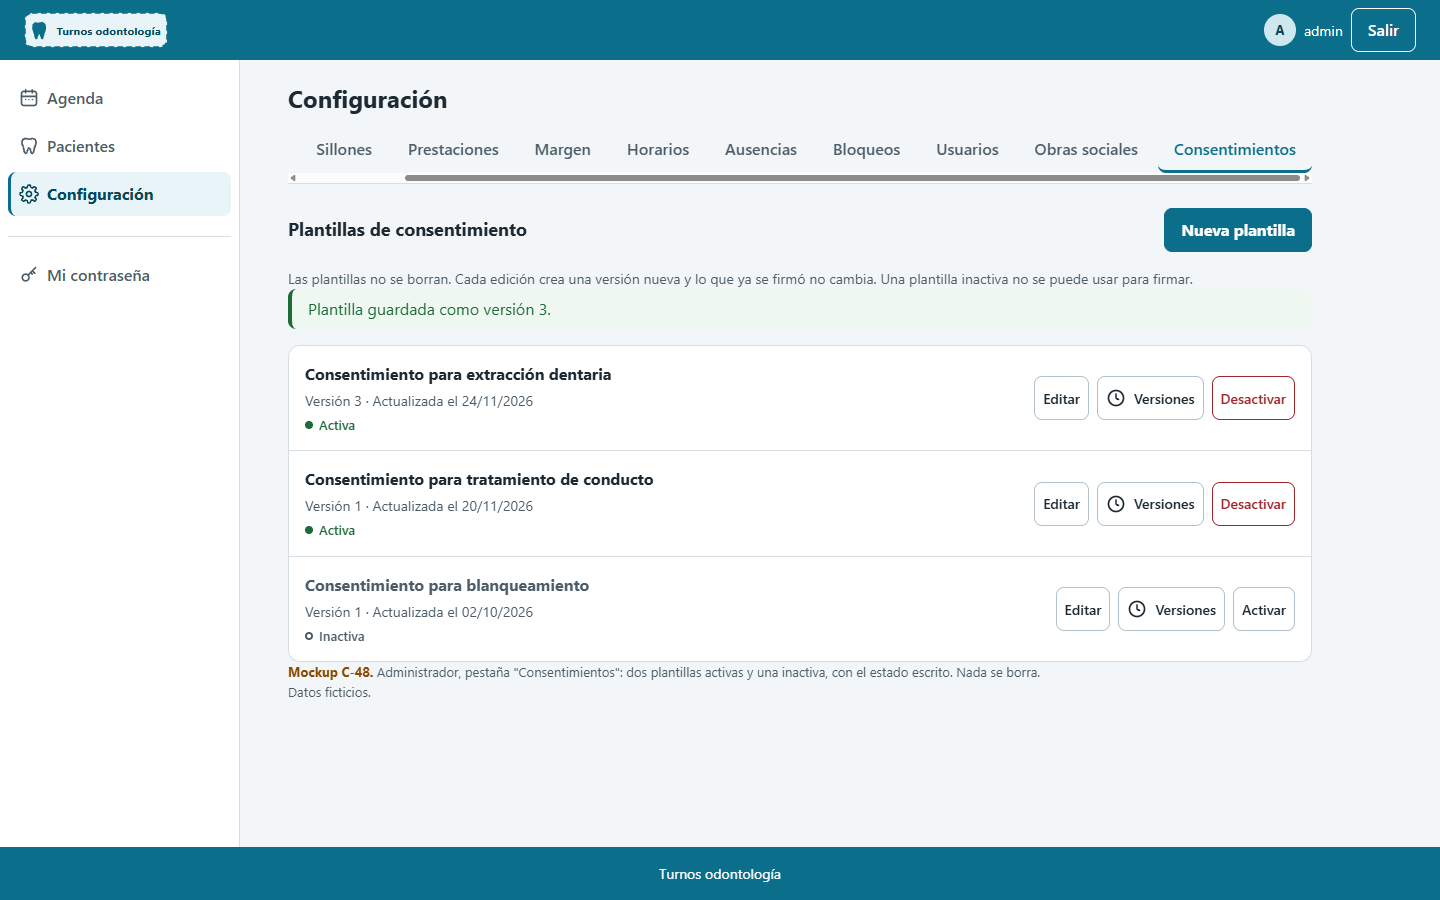 Turnos odontología
A admin Salir
Agenda
Pacientes
Configuración
Mi contraseña
Configuración
Sillones Prestaciones Margen Horarios Ausencias Bloqueos Usuarios Obras sociales Consentimientos
Plantillas de consentimiento
Nueva plantilla
Las plantillas no se borran. Cada edición crea una versión nueva y lo que ya se firmó no cambia. Una plantilla inactiva no se puede usar para firmar.
Plantilla guardada como versión 3.
Consentimiento para extracción dentaria
Versión 3 · Actualizada el 24/11/2026
Activa
Editar Versiones Desactivar
Consentimiento para tratamiento de conducto
Versión 1 · Actualizada el 20/11/2026
Activa
Editar Versiones Desactivar
Consentimiento para blanqueamiento
Versión 1 · Actualizada el 02/10/2026
Inactiva
Editar Versiones Activar
Mockup C-48. Administrador, pestaña "Consentimientos": dos plantillas activas y una inactiva, con el estado escrito. Nada se borra.
Datos ficticios.
Turnos odontología